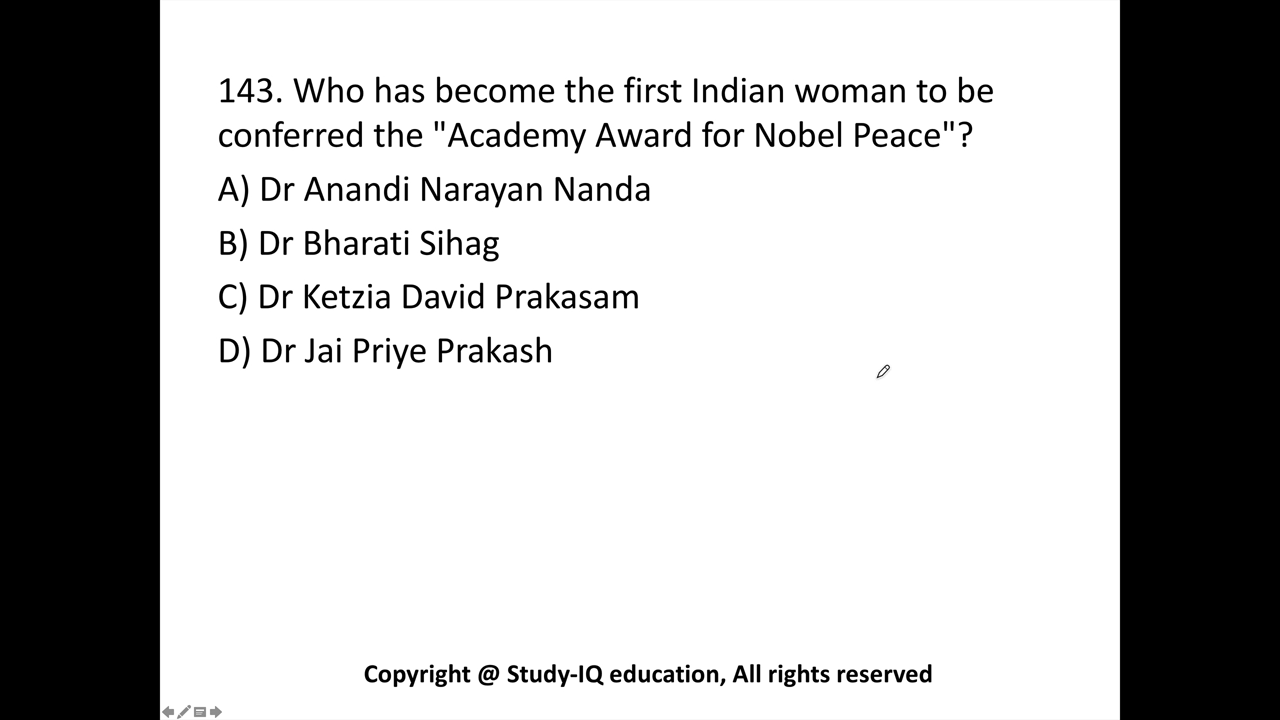 143. Who has become the first Indian woman to be
conferred the "Academy Award for Nobel Peace"?
A) Dr Anandi Narayan Nanda
B) Dr Bharati Sihag
C) Dr Ketzia David Prakasam
D) Dr Jai Priye Prakash
Copyright @ Study-IQ education, All rights reserved